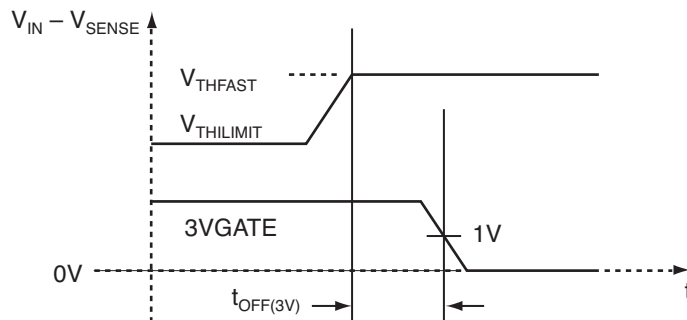 V_IN – V_SENSE
V_THFAST
V_THILIMIT
3VGATE
1V
0V
t
t_OFF(3V)